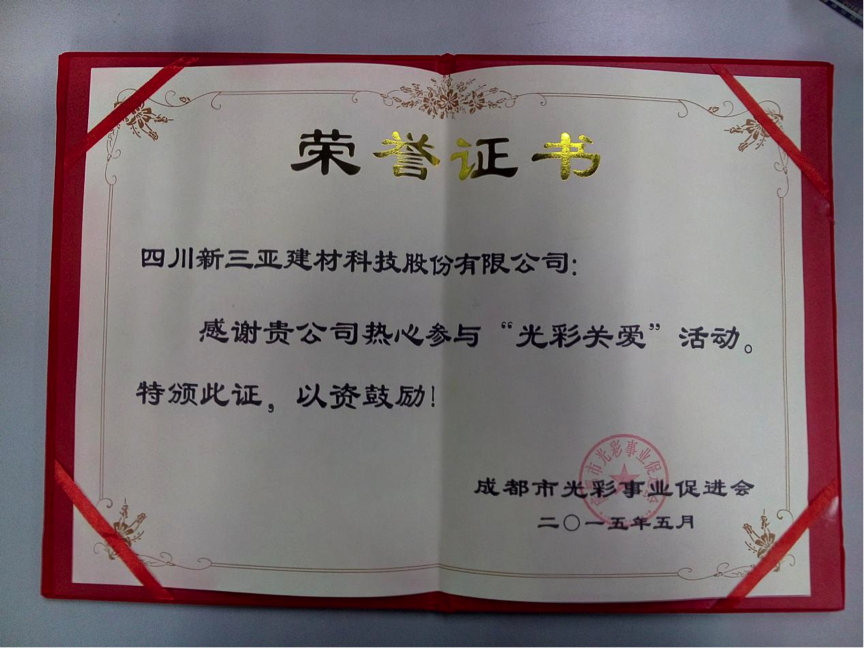 荣誉证书
四川新三亚建材科技股份有限公司：
感谢贵公司热心参与“光彩关爱”活动。
特颁此证，以资鼓励！
成都市光彩事业促进会
二〇一五年五月